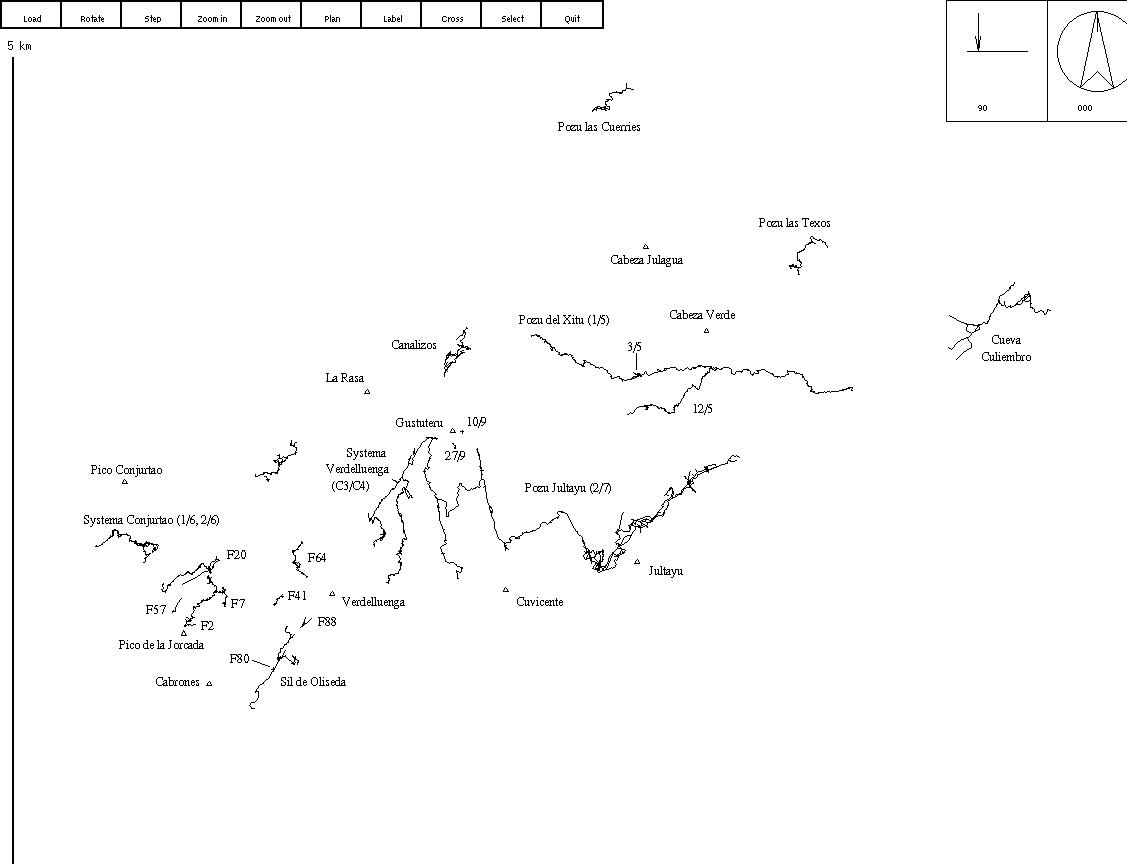 Load Rotate Step Zoom in Zoom out Plan Label Cross Select Quit
5 km
90 000
Pozu las Cuerries
Pozu las Texos
Cabeza Julagua
Cabeza Verde
Pozu del Xitu (1/5)
Cueva
Culiembro
3/5
Canalizos
La Rasa
12/5
Gustuteru
10/9
27/9
Systema
Verdelluenga
(C3/C4)
Pico Conjurtao
Pozu Jultayu (2/7)
Systema Conjurtao (1/6, 2/6)
F20
F64
Jultayu
F41
F7
F57
Verdelluenga
Cuvicente
F2
F88
Pico de la Jorcada
F80
Cabrones
Sil de Oliseda